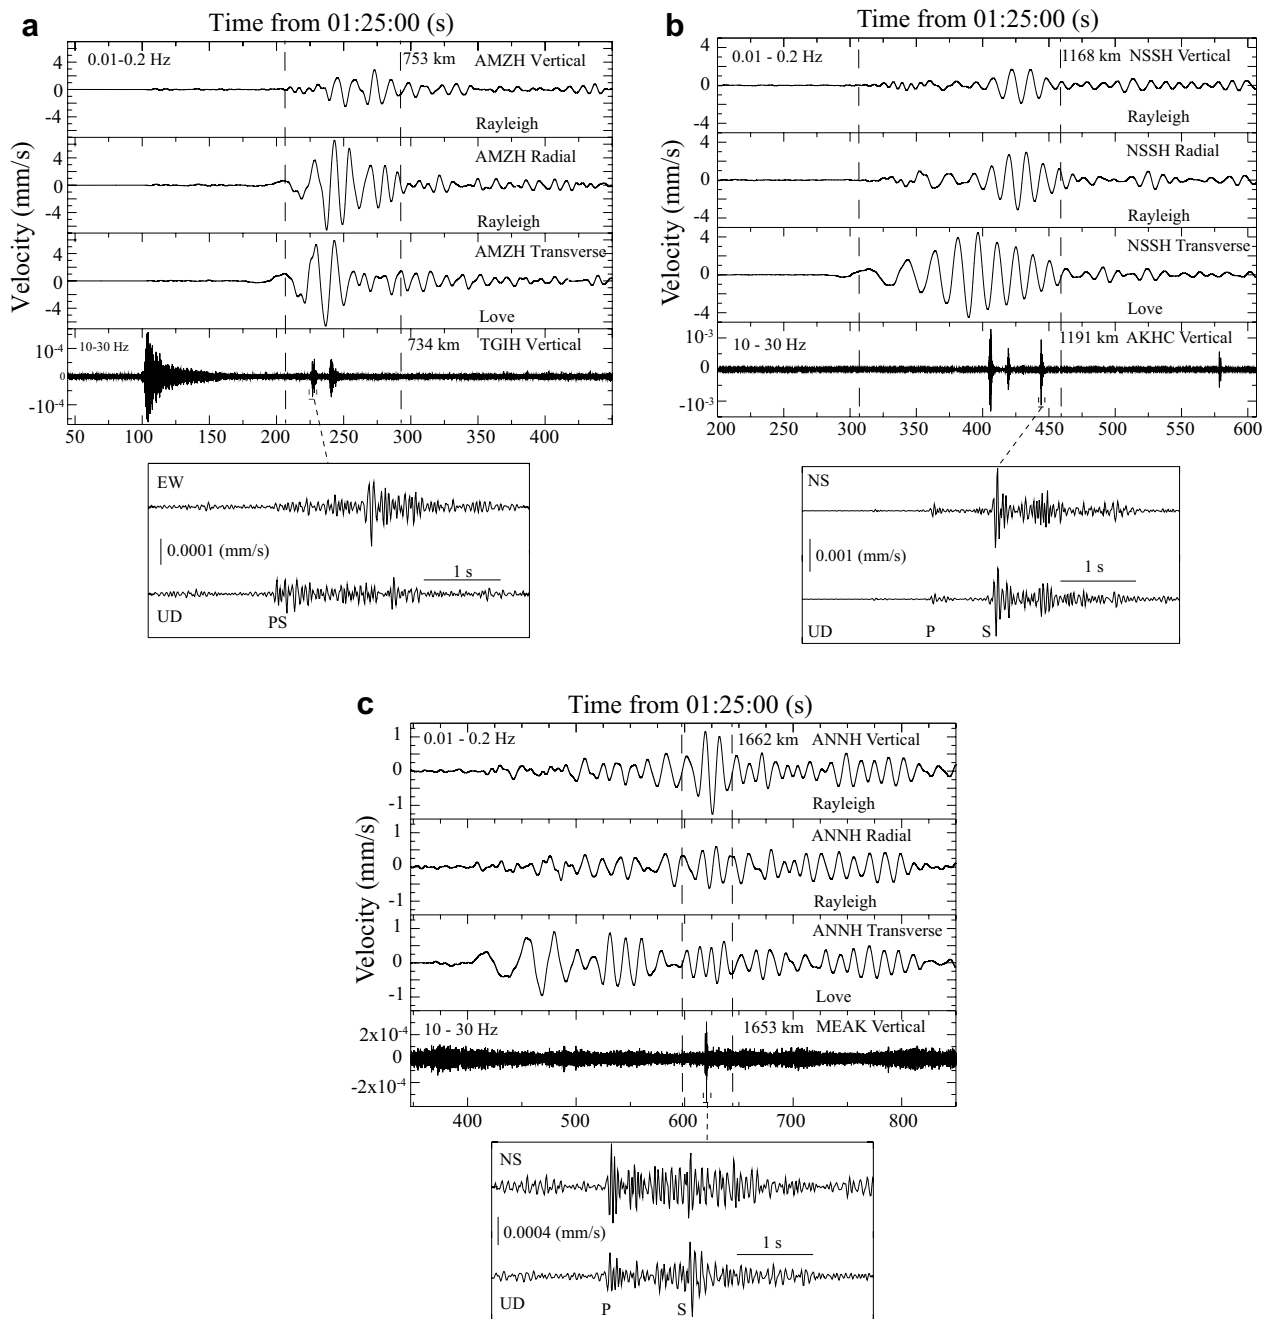 a
Time from 01:25:00 (s)
0.01-0.2 Hz
753 km
AMZH Vertical
4
0
-4
Rayleigh
AMZH Radial
4
0
-4
Rayleigh
AMZH Transverse
4
0
-4
Love
Velocity (mm/s)
10-30 Hz
734 km
TGIH Vertical
10-4
0
-10-4
50 100 150 200 250 300 350 400
EW
0.0001 (mm/s)
1 s
UD
PS
b
Time from 01:25:00 (s)
0.01 - 0.2 Hz
1168 km NSSH Vertical
4
0
-4
Rayleigh
NSSH Radial
4
0
-4
Rayleigh
NSSH Transverse
4
0
-4
Love
Velocity (mm/s)
10 - 30 Hz
1191 km AKHC Vertical
10-3
0
-10-3
200 250 300 350 400 450 500 550 600
NS
0.001 (mm/s)
1 s
UD
P
S
c
Time from 01:25:00 (s)
0.01 - 0.2 Hz
1662 km
ANNH Vertical
1
0
-1
Rayleigh
ANNH Radial
1
0
-1
Rayleigh
ANNH Transverse
1
0
-1
Love
Velocity (mm/s)
10 - 30 Hz
1653 km
MEAK Vertical
2x10-4
0
-2x10-4
400 500 600 700 800
NS
0.0004 (mm/s)
1 s
UD
P
S